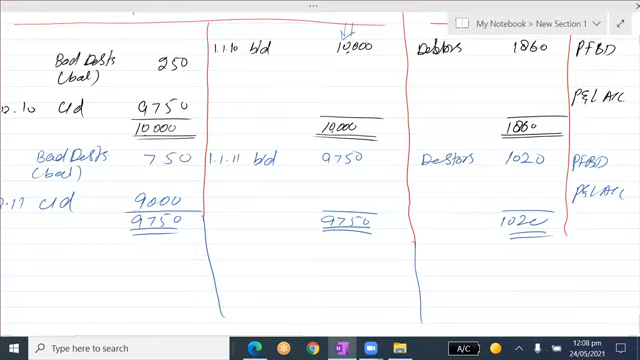 My Notebook > New Section 1
1.1.10 b/d 10,000 Debtors 1860 PFBD
Bad Debts 250
(bal)
P&L A/C
12.10 c/d 9750
10,000 10,000 1860
Bad Debts 750 1.1.11 b/d 9750 Debtors 1020 PFBD
(bal)
P&L A/C
c/d 9000
9750 9750 1020
Type here to search
A/C
12:08 pm
24/05/2021